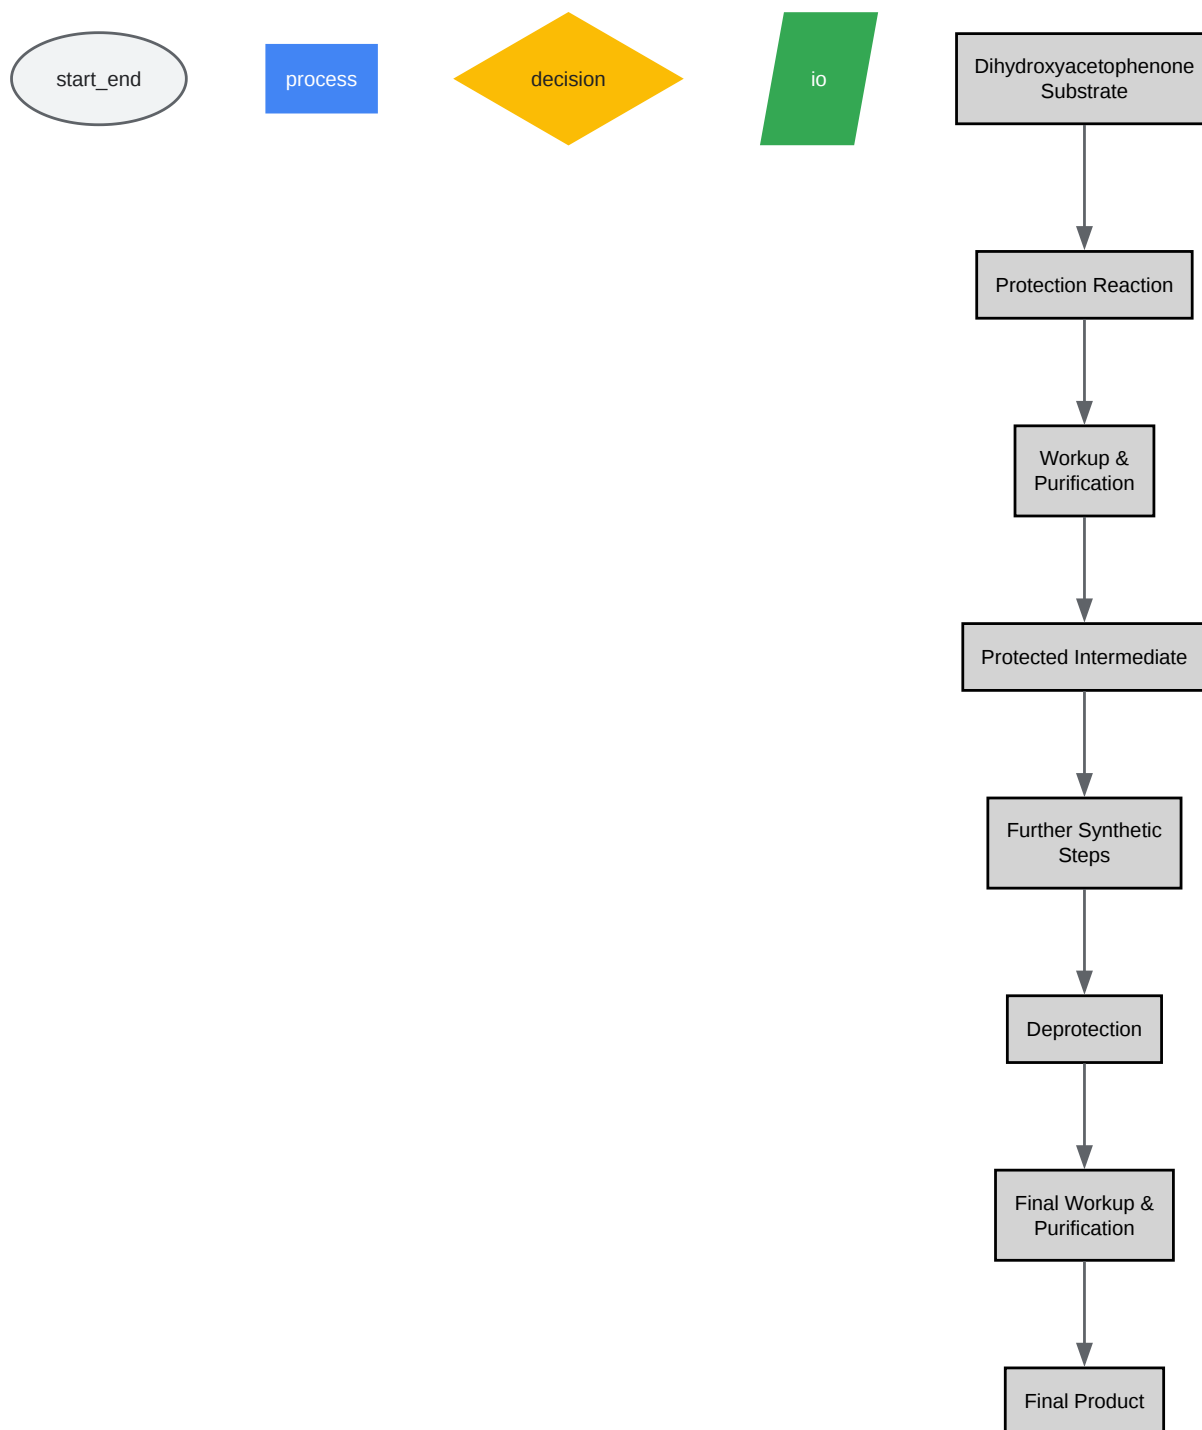 start_end
process
decision
io
Dihydroxyacetophenone
Substrate
Protection Reaction
Workup &
Purification
Protected Intermediate
Further Synthetic
Steps
Deprotection
Final Workup &
Purification
Final Product